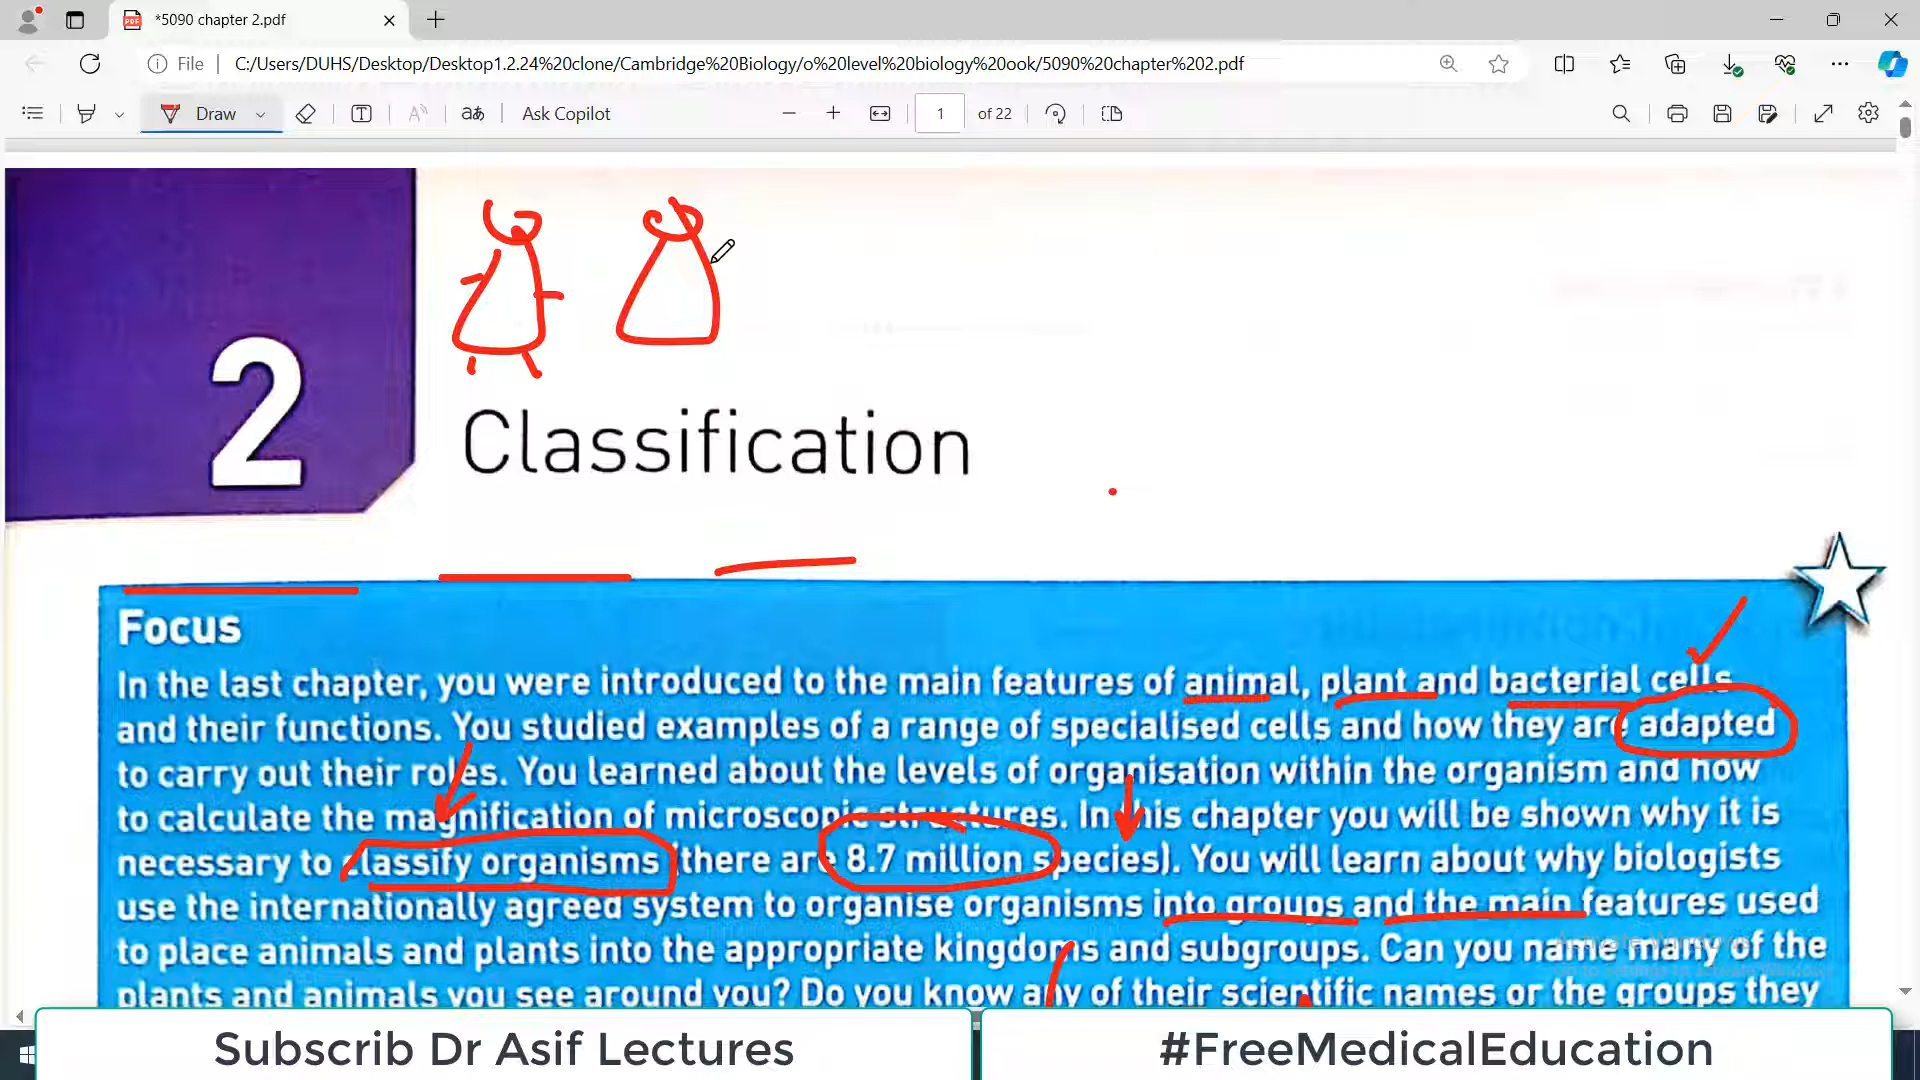 *5090 chapter 2.pdf
File
C:/Users/DUHS/Desktop/Desktop1.2.24%20clone/Cambridge%20Biology/o%20level%20biology%20ook/5090%20chapter%202.pdf
Draw
Ask Copilot
1
of 22
2
Classification
Focus
In the last chapter, you were introduced to the main features of animal, plant and bacterial cells
and their functions. You studied examples of a range of specialised cells and how they are adapted
to carry out their roles. You learned about the levels of organisation within the organism and how
to calculate the magnification of microscopic structures. In this chapter you will be shown why it is
necessary to classify organisms (there are 8.7 million species). You will learn about why biologists
use the internationally agreed system to organise organisms into groups and the main features used
to place animals and plants into the appropriate kingdoms and subgroups. Can you name many of the
plants and animals you see around you? Do you know any of their scientific names or the groups they
Activate Windows
Go to Settings to activate Windows.
Subscrib Dr Asif Lectures
#FreeMedicalEducation